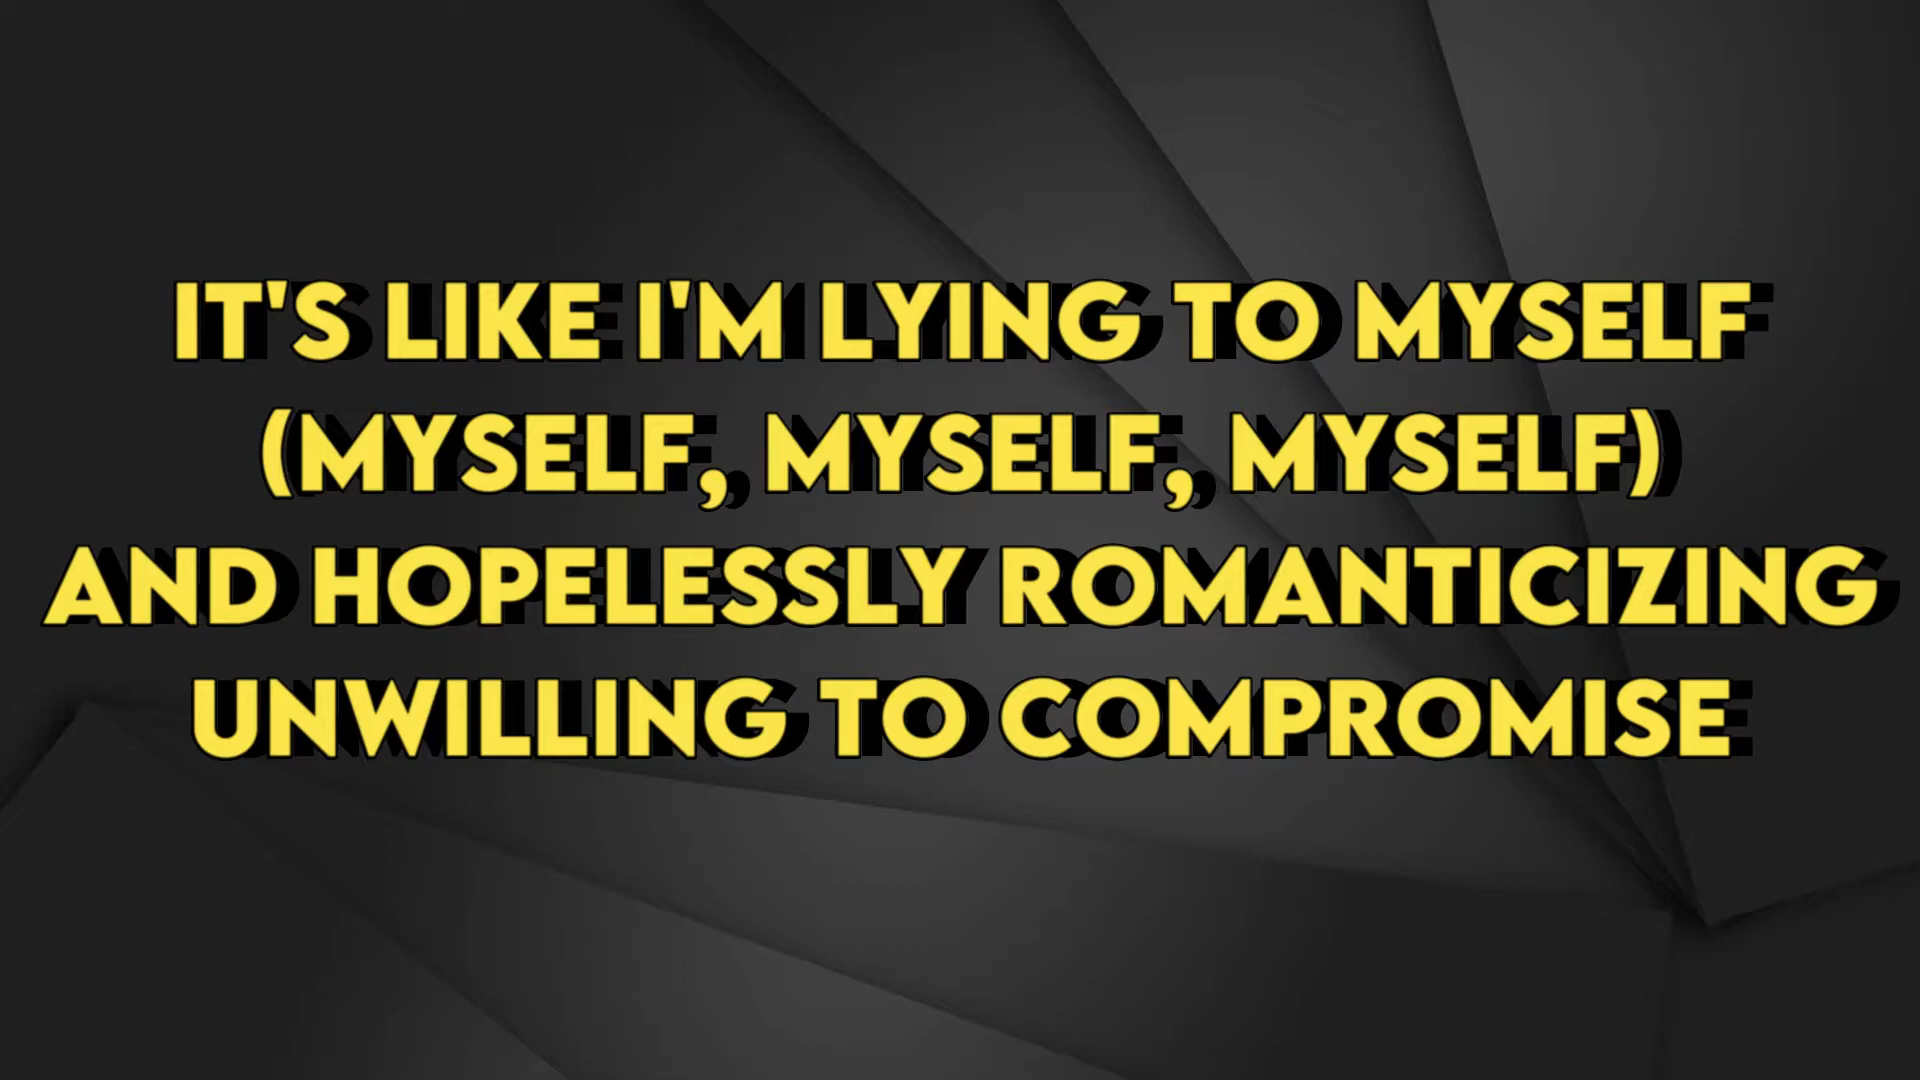 IT'S LIKE I'M LYING TO MYSELF
(MYSELF, MYSELF, MYSELF)
AND HOPELESSLY ROMANTICIZING
UNWILLING TO COMPROMISE